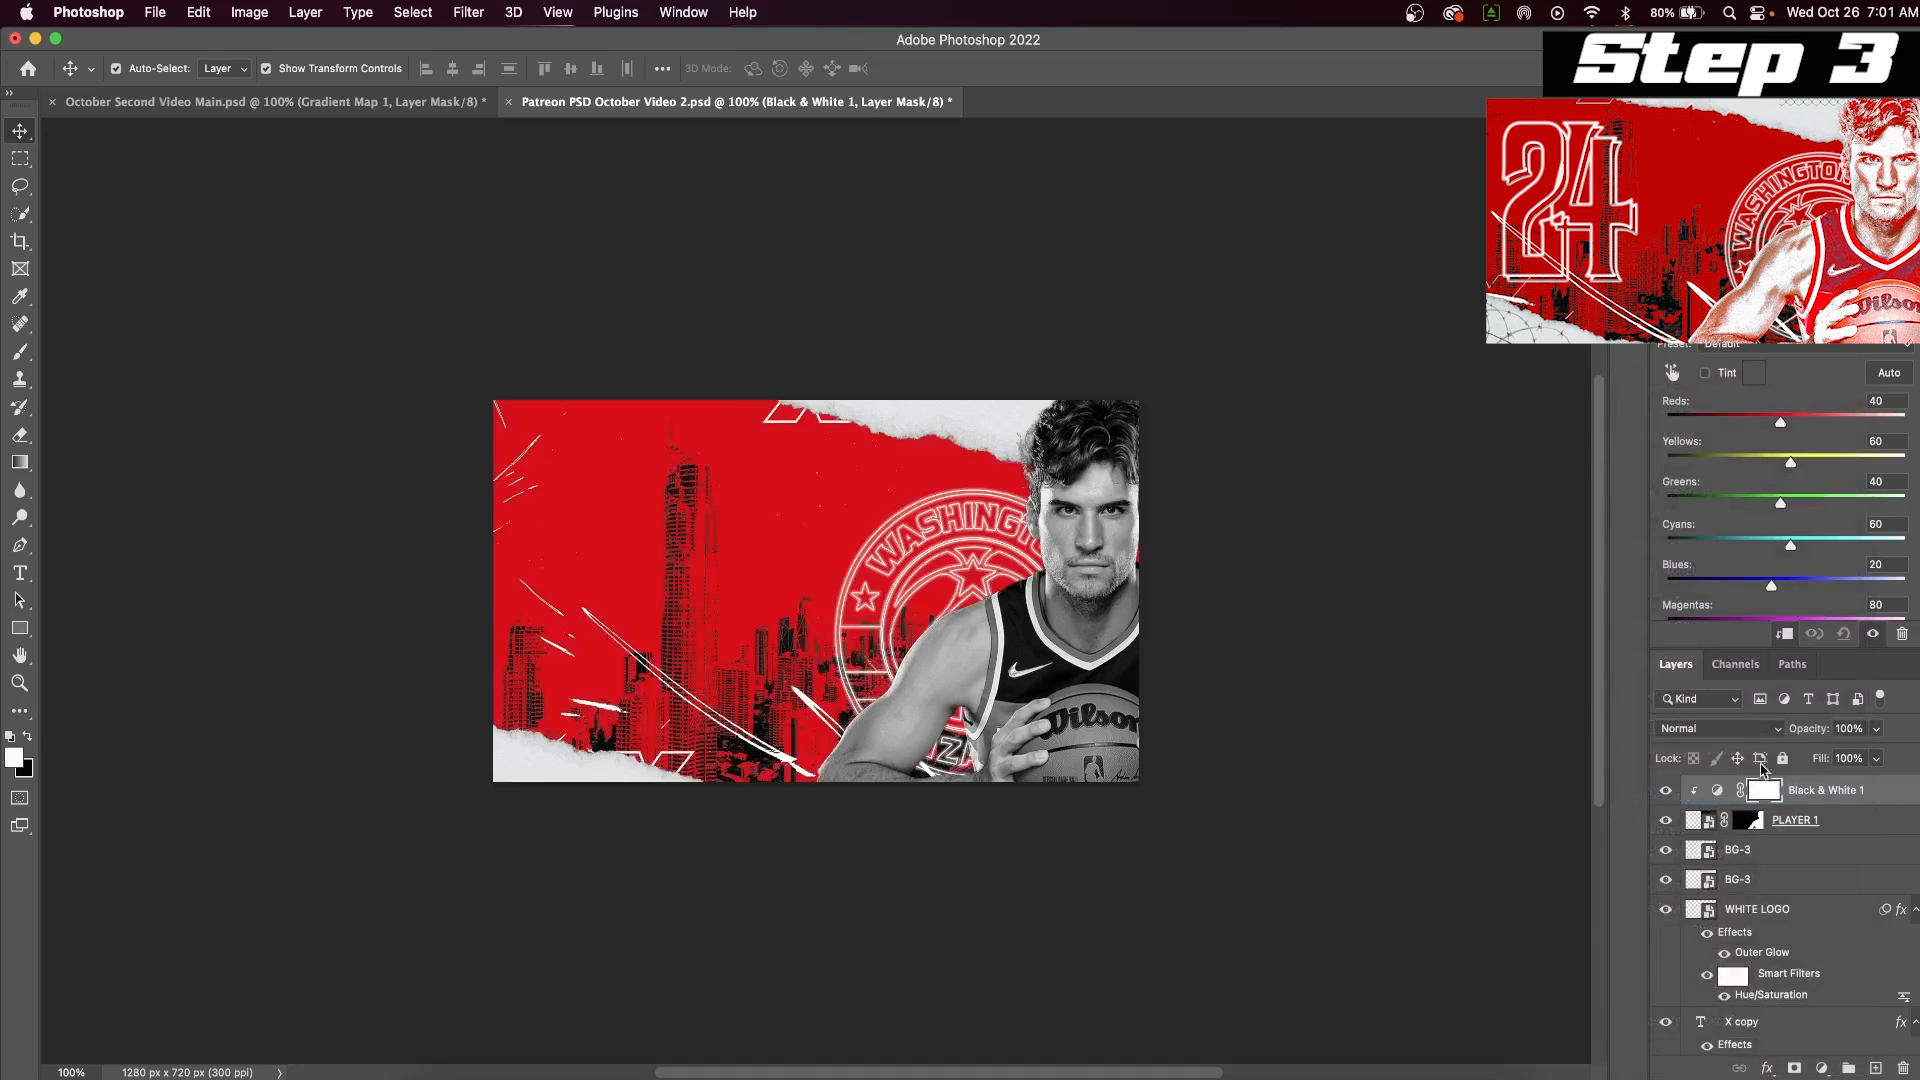 Photoshop File Edit Image Layer Type Select Filter 3D View Plugins Window Help 80% Wed Oct 26 7:01 AM
Adobe Photoshop 2022
Step 3
Auto-Select: Layer Show Transform Controls 3D Mode:
October Second Video Main.psd @ 100% (Gradient Map 1, Layer Mask/8) *
Patreon PSD October Video 2.psd @ 100% (Black & White 1, Layer Mask/8) *
24
WASHINGTON
Wilson
Preset: Default
Tint Auto
Reds: 40
Yellows: 60
Greens: 40
Cyans: 60
Blues: 20
Magentas: 80
WASHINGTO
Wilson
ZA
Layers Channels Paths
Kind
Normal Opacity: 100%
Lock: Fill: 100%
Black & White 1
PLAYER 1
BG-3
BG-3
WHITE LOGO fx
Effects
Outer Glow
Smart Filters
Hue/Saturation
X copy fx
Effects
100% 1280 px x 720 px (300 ppi)